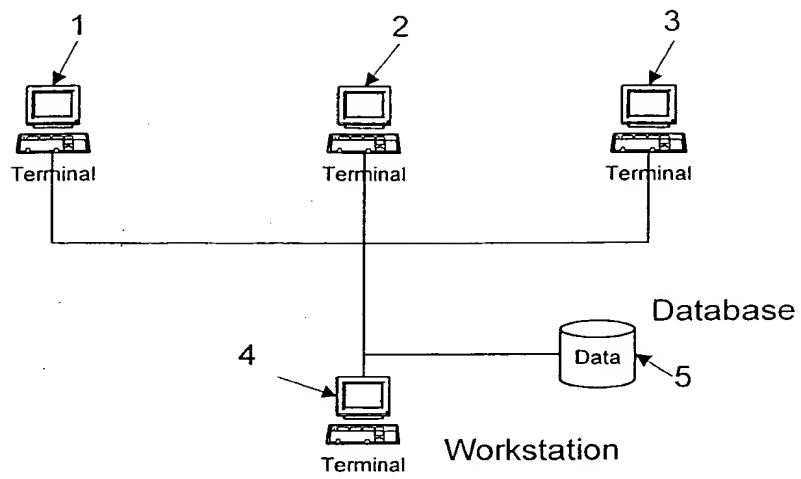 1
2
3
Terminal
Terminal
Terminal
Database
Data
5
4
Terminal
Workstation